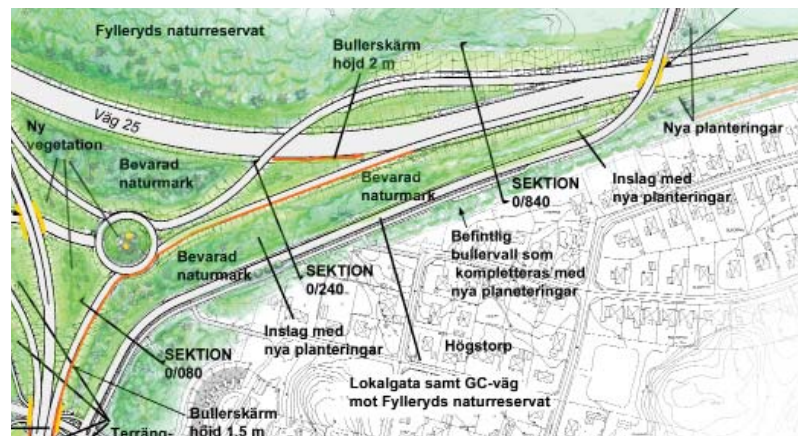 Fylleryds naturreservat
Bullerskärm
höjd 2 m
Väg 25
Ny
vegetation
Bevarad
naturmark
Nya planteringar
Bevarad
naturmark
SEKTION
0/840
Inslag med
nya planteringar
Befintlig
bullervall som
kompletteras med
nya planeteringar
Bevarad
naturmark
SEKTION
0/240
Inslag med
nya planteringar
Högstorp
SEKTION
0/080
Lokalgata samt GC-väg
mot Fylleryds naturreservat
Bullerskärm
höjd 1,5 m
Terräng-